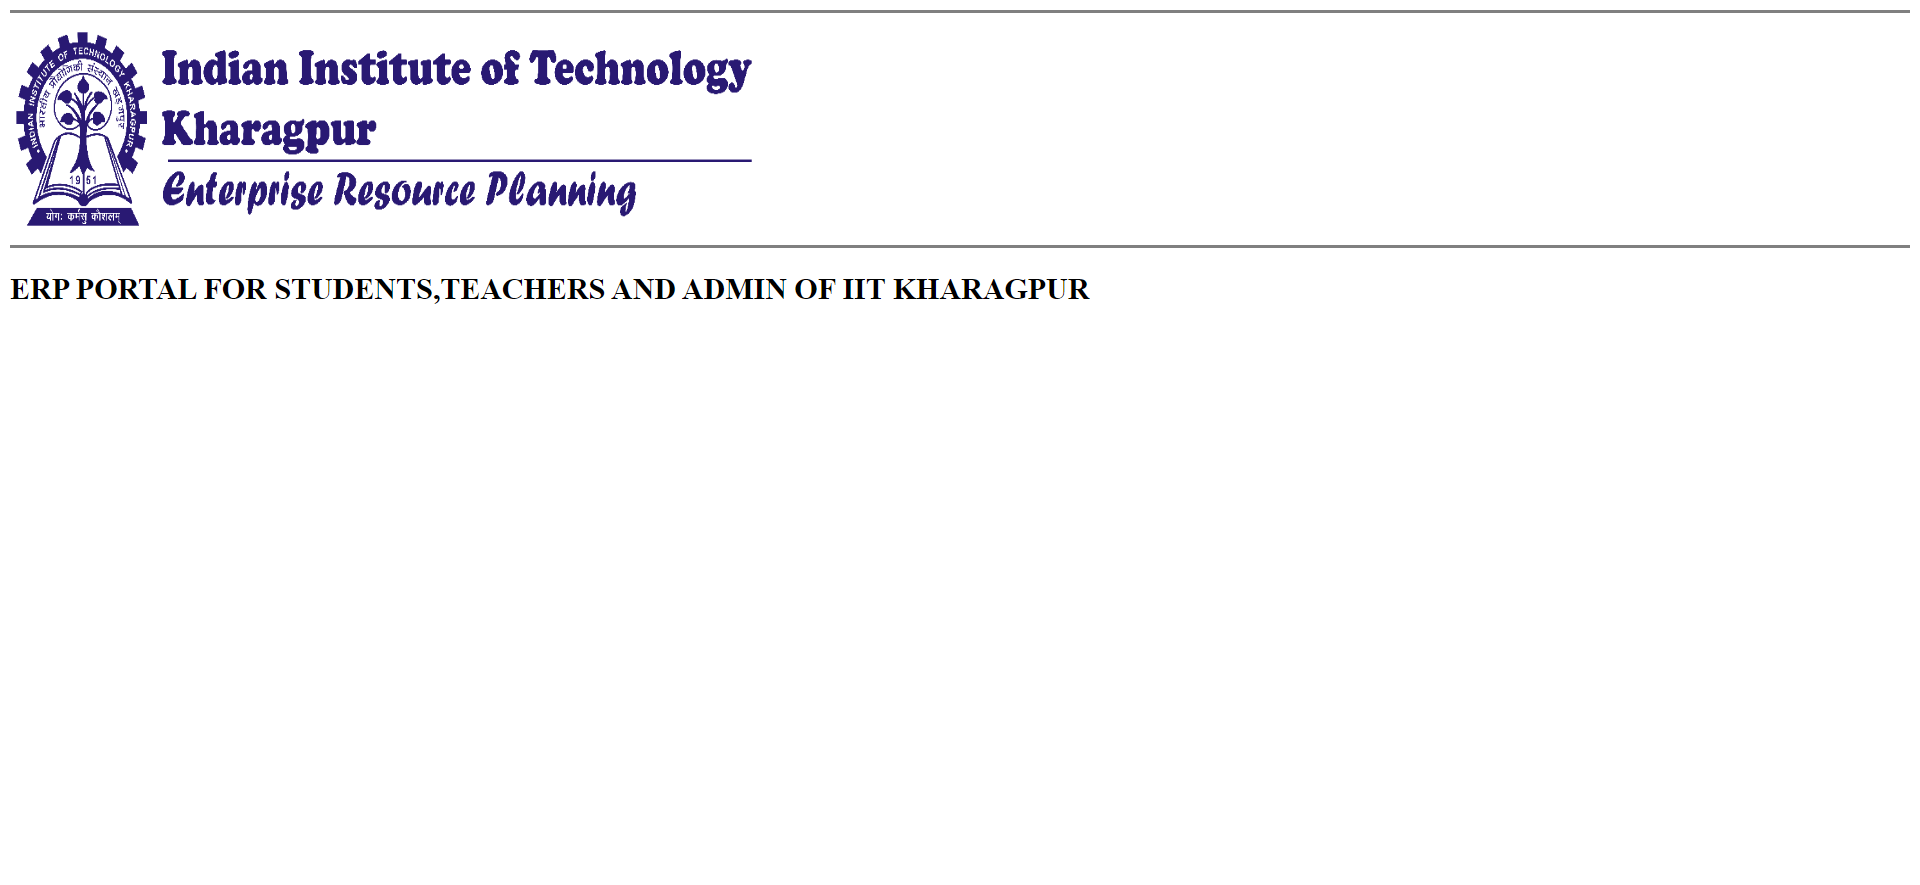 INDIAN INSTITUTE OF TECHNOLOGY KHARAGPUR
भारतीय प्रौद्योगिकी संस्थान खड़गपुर
1951
योगः कर्मसु कौशलम्
Indian Institute of Technology
Kharagpur
Enterprise Resource Planning
ERP PORTAL FOR STUDENTS,TEACHERS AND ADMIN OF IIT KHARAGPUR